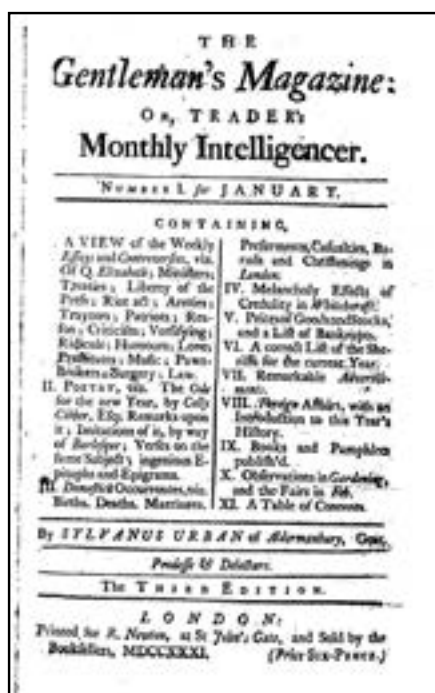 THE
Gentleman's Magazine:
Or, TRADER's
Monthly Intelligencer.
Number I. for JANUARY.
CONTAINING,
A VIEW of the Weekly
Essays and Controversies, viz.
Of Q. Elizabeth; Ministers;
Treaties; Liberty of the
Press; Riot act; Armies;
Traytors; Patriots; Rea-
son; Criticism; Versifying;
Ridicule; Humour; Love;
Prostitutes; Music; Pawn-
Brokers; Surgery; Law.
II. POETRY, viz. The Ode
for the new Year, by Colly
Cibber, Esq; Remarks upon
it; Imitations of it, by way
of Burlesque; Verses on the
same Subject; ingenious E-
pitaphs and Epigrams.
III. Domestick Occurrences, viz.
Births, Deaths, Marriages,
Preferments, Casualties, Bu-
rials and Christenings in
London.
IV. Melancholy Effects of
Credulity in Witchcraft.
V. Prices of Goods and Stocks,
and a List of Bankrupts.
VI. A correct List of the She-
riffs for the current Year.
VII. Remarkable Advertise-
ments.
VIII. Foreign Affairs, with an
Introduction to this Year's
History.
IX. Books and Pamphlets
publish'd.
X. Observations in Gardening,
and the Fairs in Feb.
XI. A Table of Contents.
By SYLVANUS URBAN of Aldermanbury, Gent.
Prodesse & Delectare.
The THIRD EDITION.
LONDON:
Printed for R. Newton, at St John's Gate, and Sold by the
Booksellers, MDCCXXXI. (Price SIX-PENCE.)